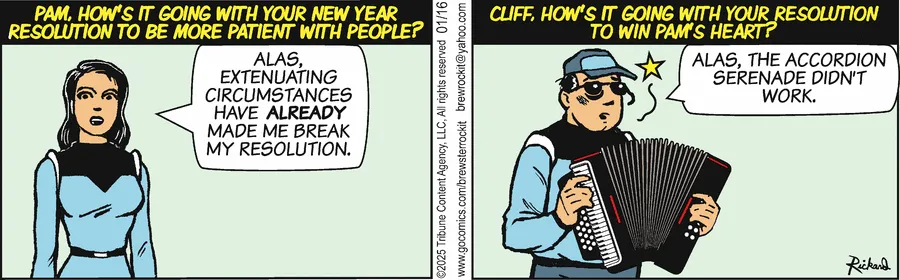 PAM, HOW'S IT GOING WITH YOUR NEW YEAR
RESOLUTION TO BE MORE PATIENT WITH PEOPLE?
ALAS,
EXTENUATING
CIRCUMSTANCES
HAVE ALREADY
MADE ME BREAK
MY RESOLUTION.
©2025 Tribune Content Agency, LLC, All rights reserved 01/16
www.gocomics.com/brewsterrockit brewrockit@yahoo.com
CLIFF, HOW'S IT GOING WITH YOUR RESOLUTION
TO WIN PAM'S HEART?
ALAS, THE ACCORDION
SERENADE DIDN'T
WORK.
Rickard